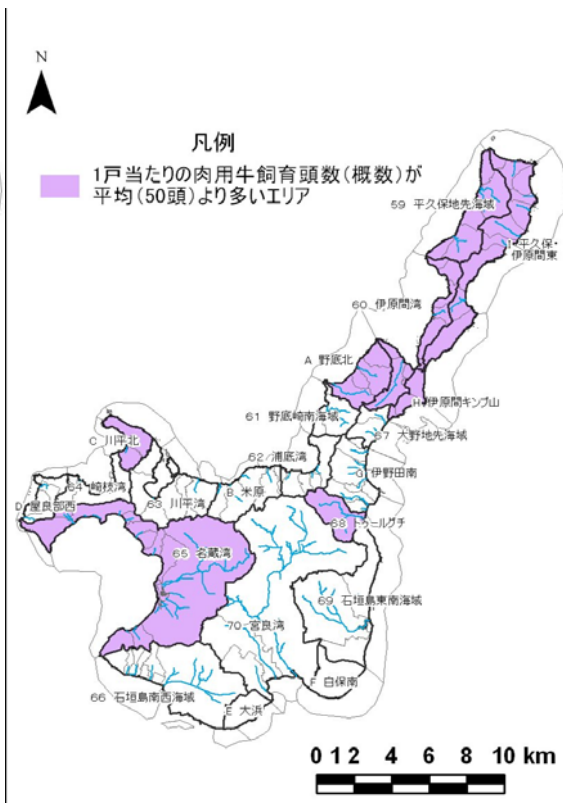 N
凡例
1戸当たりの肉用牛飼育頭数(概数)が
平均(50頭)より多いエリア
59 平久保地先海域
I 平久保・
伊原間東
60 伊原間湾
A 野底北
H 伊原間キンブ山
61 野底崎南海域
67 大野地先海域
C 川平北
62 浦底湾
G 伊野田南
64 崎枝湾
63 川平湾
B 米原
D 屋良部西
68 トゥールグチ
65 名蔵湾
69 石垣島東南海域
70 宮良湾
F 白保南
66 石垣島南西海域
E 大浜
0 1 2 4 6 8 10 km